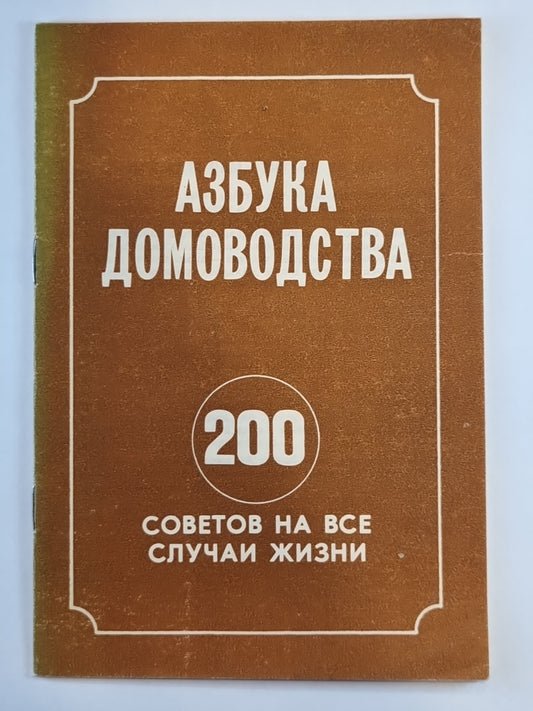 АЗБУКА
ДОМОВОДСТВА
200
СОВЕТОВ НА ВСЕ
СЛУЧАИ ЖИЗНИ